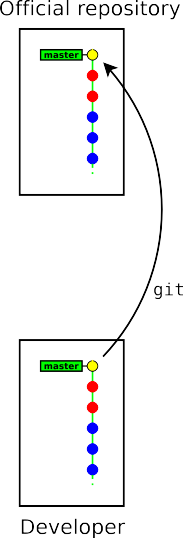 Official repository
master
git
master
Developer